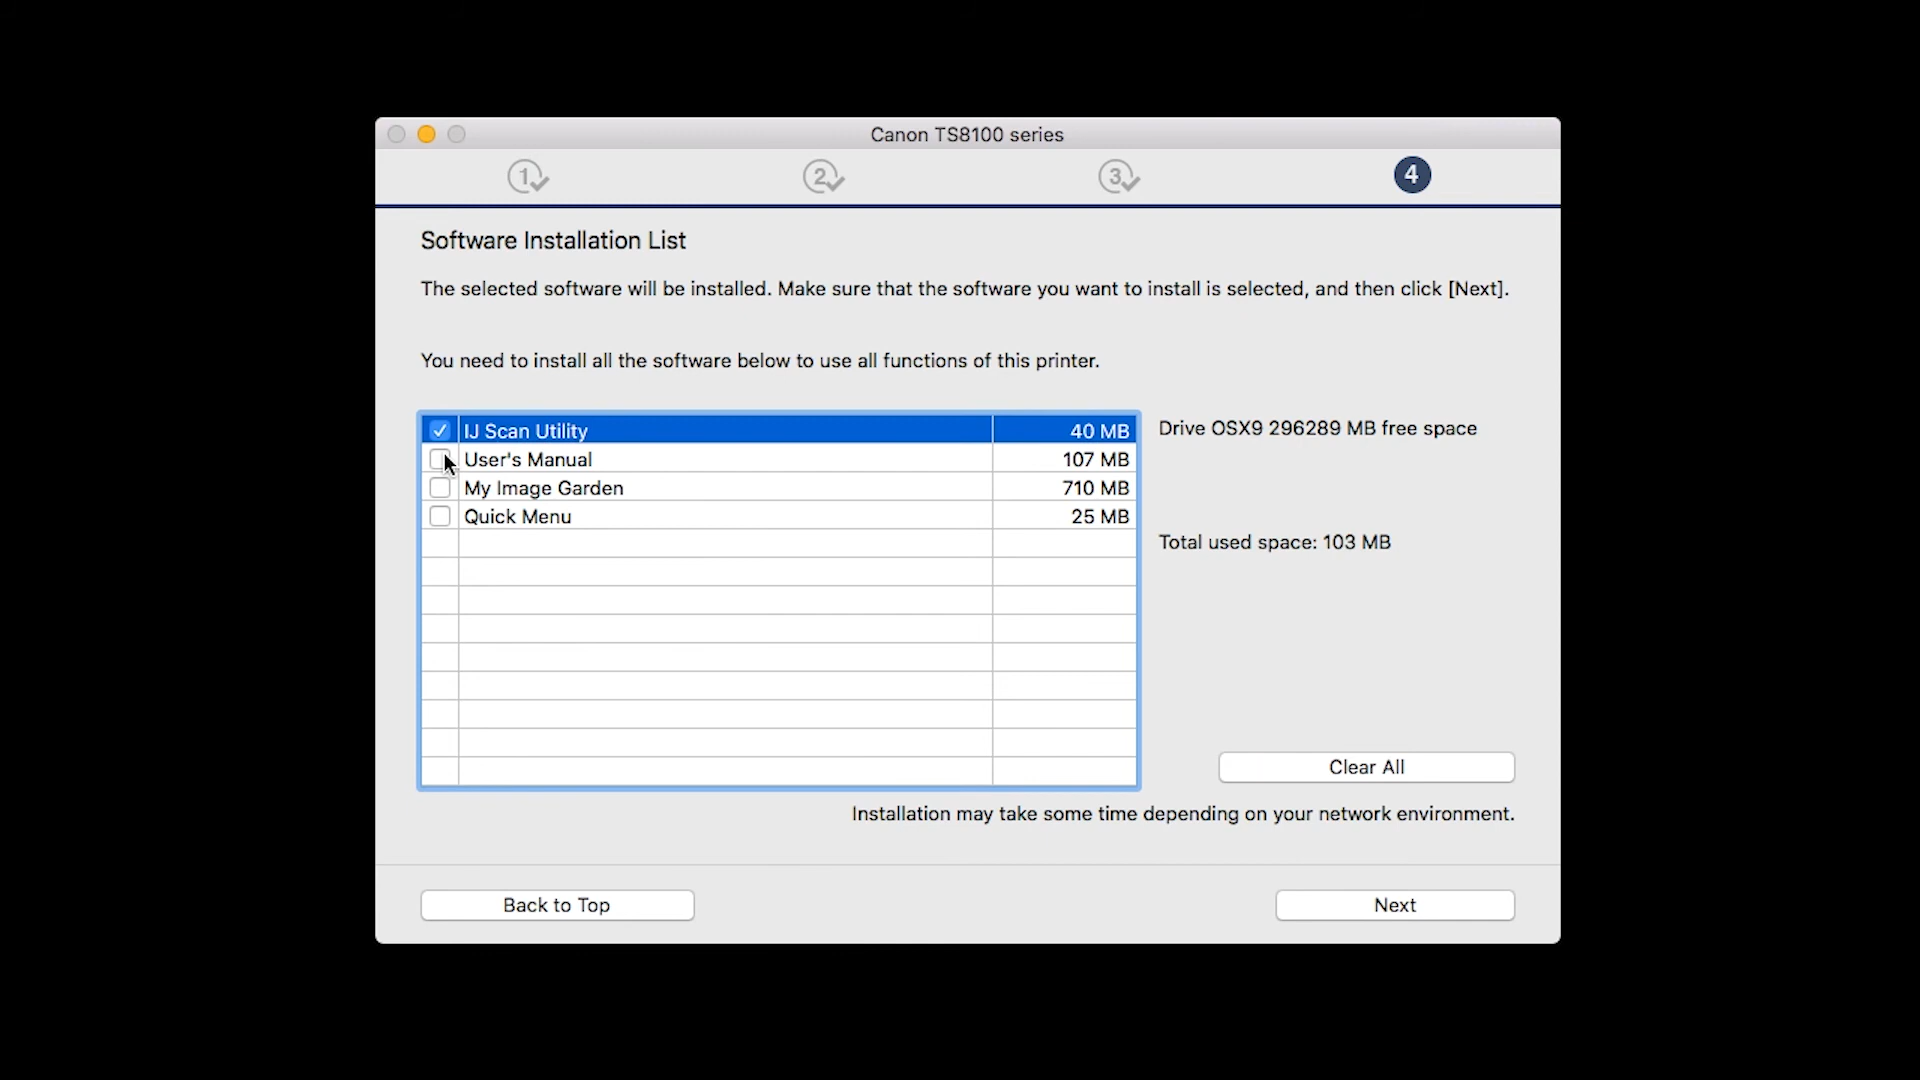 Canon TS8100 series
1 2 3 4
Software Installation List
The selected software will be installed. Make sure that the software you want to install is selected, and then click [Next].
You need to install all the software below to use all functions of this printer.
IJ Scan Utility 40 MB
User's Manual 107 MB
My Image Garden 710 MB
Quick Menu 25 MB
Drive OSX9 296289 MB free space
Total used space: 103 MB
Clear All
Installation may take some time depending on your network environment.
Back to Top
Next